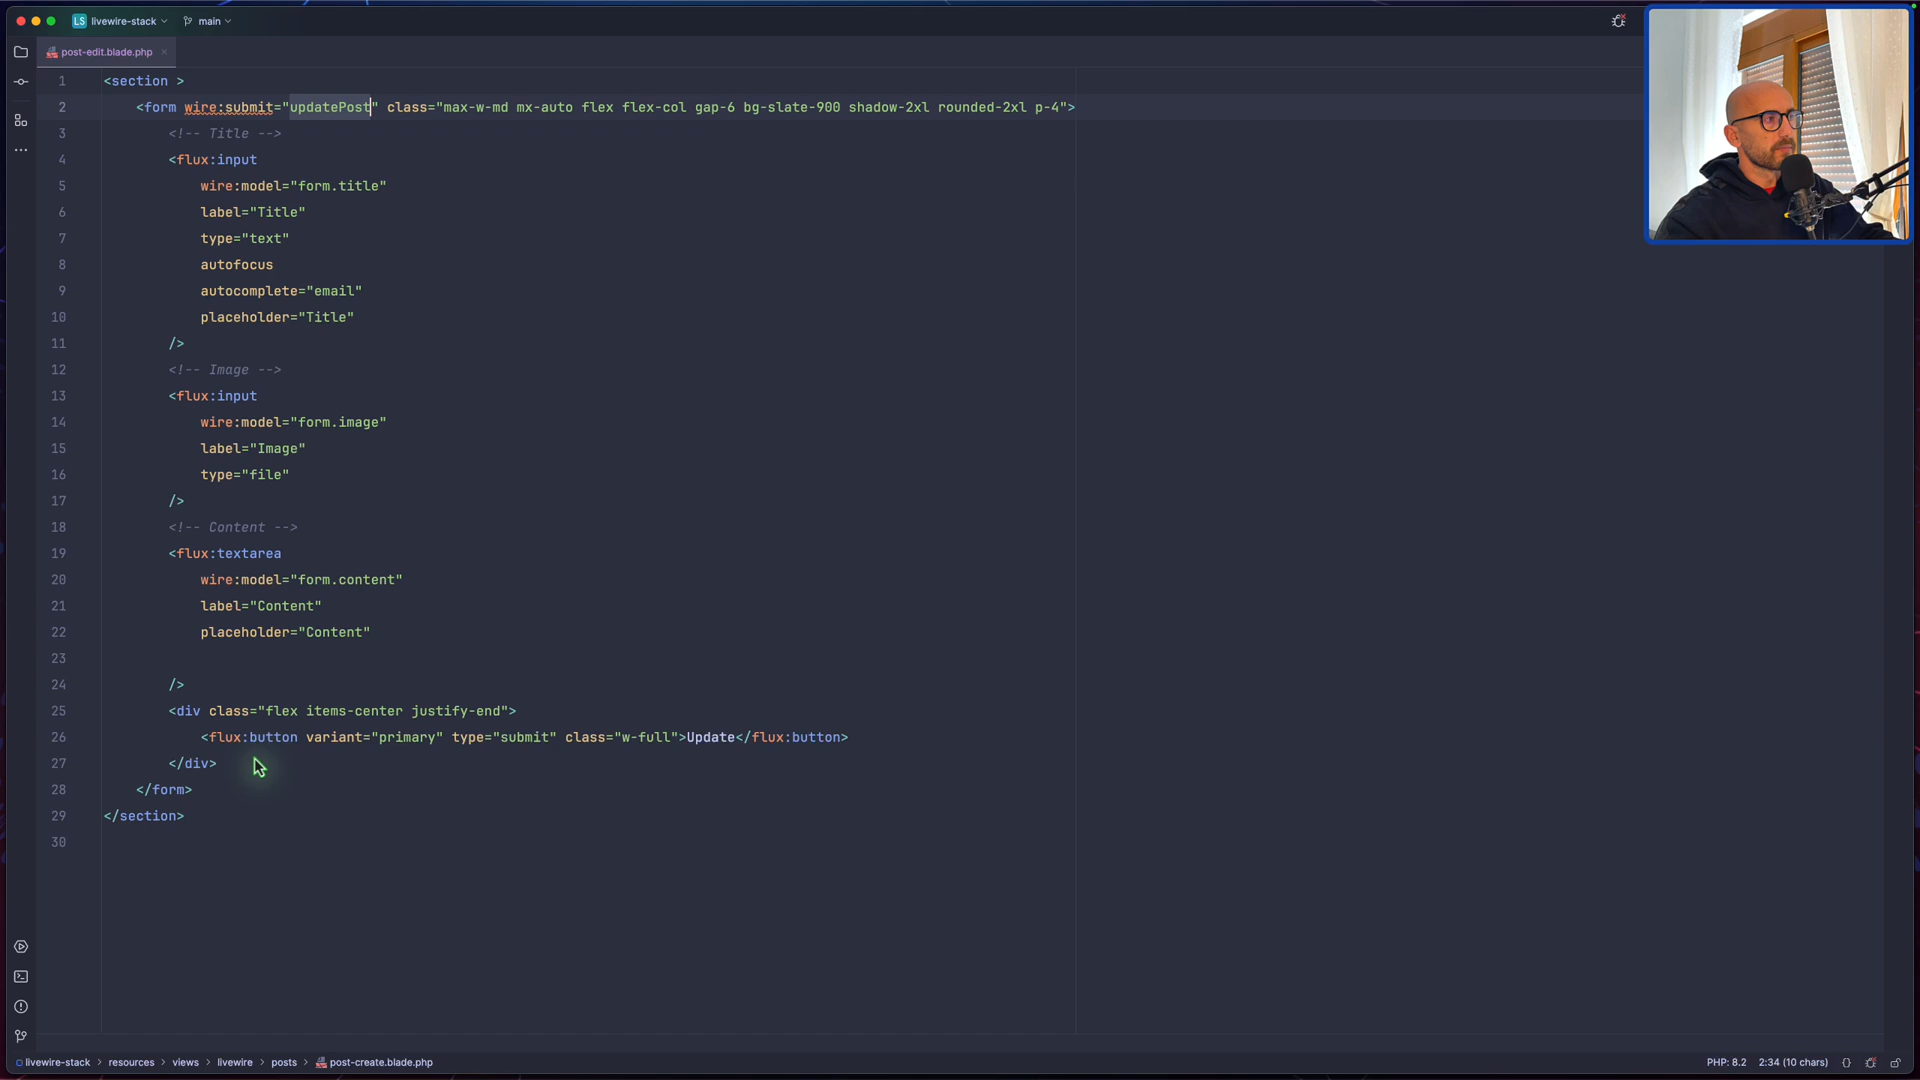 LS livewire-stack main
post-edit.blade.php
1 <section >
2 <form wire:submit="updatePost" class="max-w-md mx-auto flex flex-col gap-6 bg-slate-900 shadow-2xl rounded-2xl p-4">
3 <!-- Title -->
4 <flux:input
5 wire:model="form.title"
6 label="Title"
7 type="text"
8 autofocus
9 autocomplete="email"
10 placeholder="Title"
11 />
12 <!-- Image -->
13 <flux:input
14 wire:model="form.image"
15 label="Image"
16 type="file"
17 />
18 <!-- Content -->
19 <flux:textarea
20 wire:model="form.content"
21 label="Content"
22 placeholder="Content"
23
24 />
25 <div class="flex items-center justify-end">
26 <flux:button variant="primary" type="submit" class="w-full">Update</flux:button>
27 </div>
28 </form>
29 </section>
30
livewire-stack > resources > views > livewire > posts > post-create.blade.php PHP: 8.2 2:34 (10 chars) {}